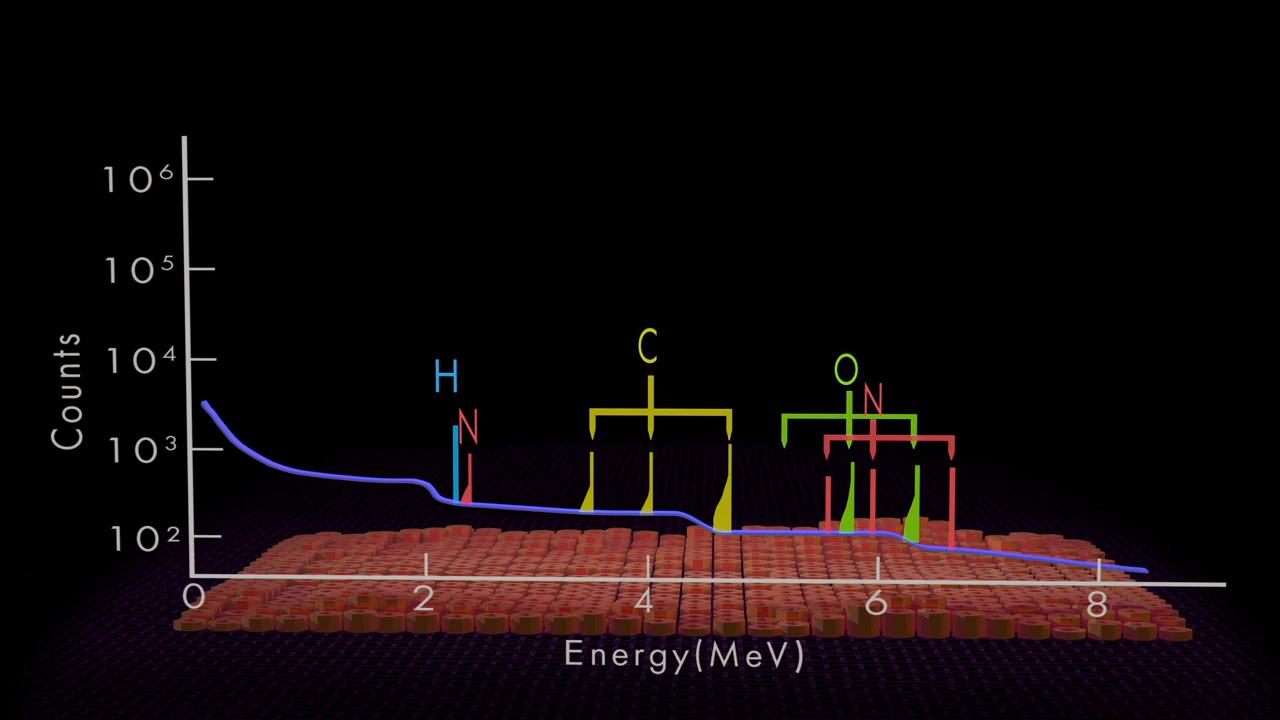 10⁶
10⁵
10⁴
10³
10²
Counts
H
N
C
O
N
0 2 4 6 8
Energy(MeV)